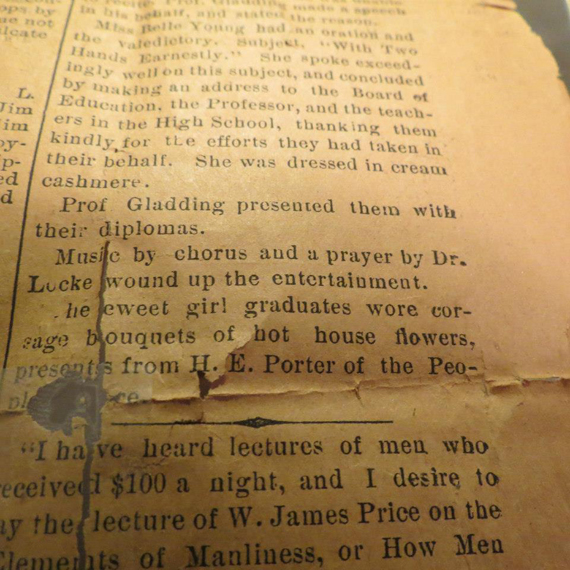 Prof. Gladding made a speech
in his behalf, and stated the reason.
Miss Belle Young had an oration and
the valedictory. Subject, "With Two
Hands Earnestly." She spoke exceed-
ingly well on this subject, and concluded
by making an address to the Board of
Education, the Professor, and the teach-
ers in the High School, thanking them
kindly for the efforts they had taken in
their behalf. She was dressed in cream
cashmere.
Prof Gladding presented them with
their diplomas.
Music by chorus and a prayer by Dr.
Locke wound up the entertainment.
he sweet girl graduates wore cor-
sage bouquets of hot house flowers,
presents from H. E. Porter of the Peo-
"I have heard lectures of men who
received $100 a night, and I desire to
the lecture of W. James Price on the
Elements of Manliness, or How Men